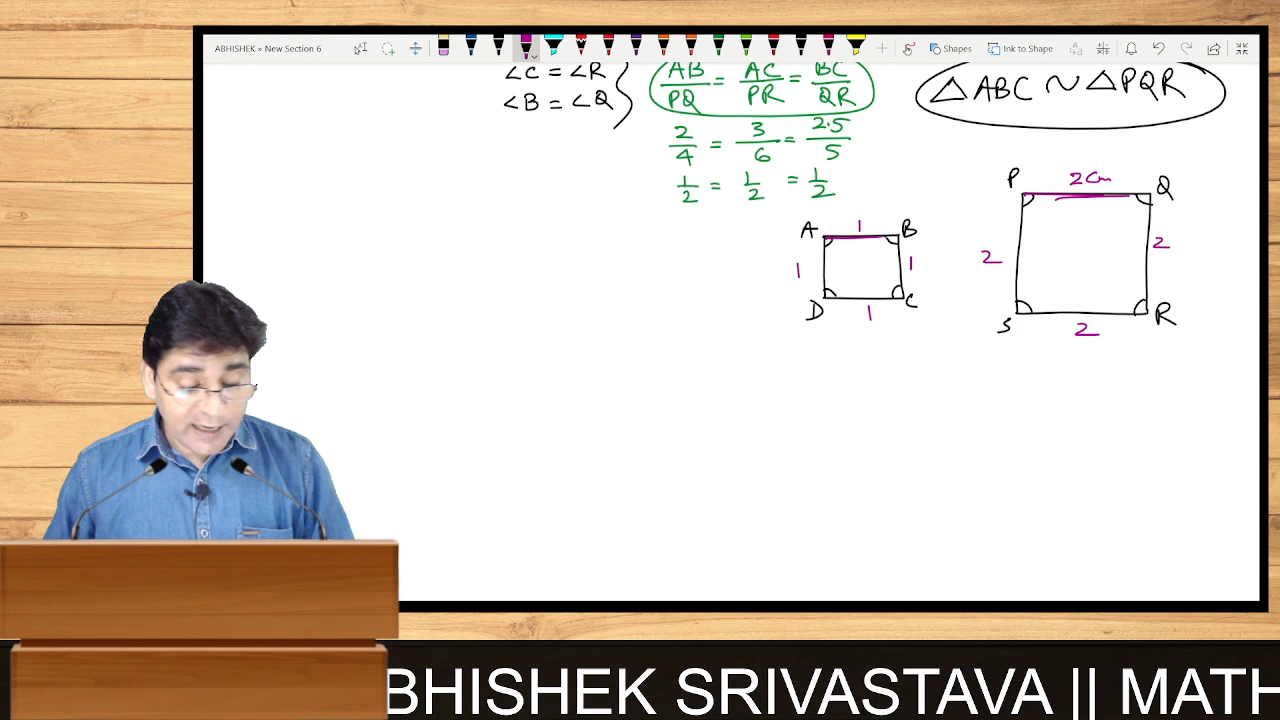 ABHISHEK » New Section 6
Shapes
Ink to Shape
∠C = ∠R
∠B = ∠Q
AB/PQ = AC/PR = BC/QR
2/4 = 3/6 = 2.5/5
1/2 = 1/2 = 1/2
△ABC ~ △PQR
P 2cm Q
2 2
S 2 R
A 1 B
1 1
D 1 C
BHISHEK SRIVASTAVA || MATH